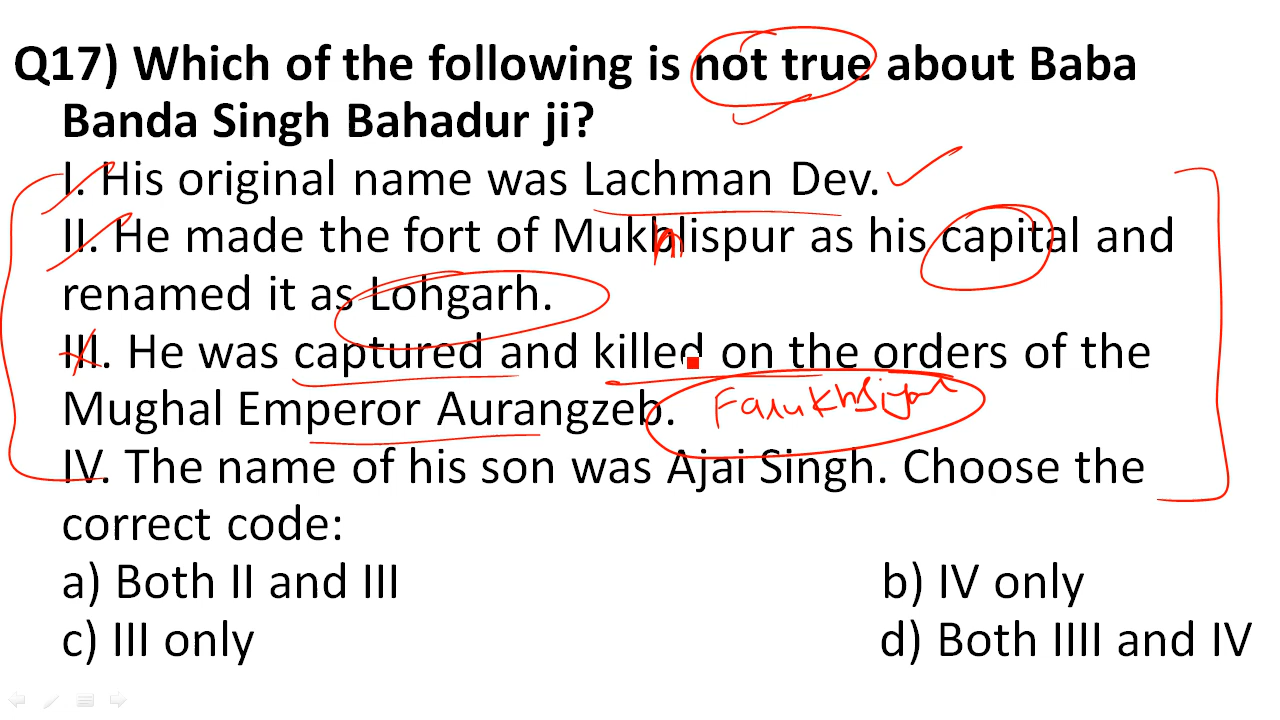 Q17) Which of the following is not true about Baba
Banda Singh Bahadur ji?
I. His original name was Lachman Dev.
II. He made the fort of Mukhlispur as his capital and
renamed it as Lohgarh.
III. He was captured and killed on the orders of the
Mughal Emperor Aurangzeb. Farukhsiyar
IV. The name of his son was Ajai Singh. Choose the
correct code:
a) Both II and III b) IV only
c) III only d) Both IIII and IV